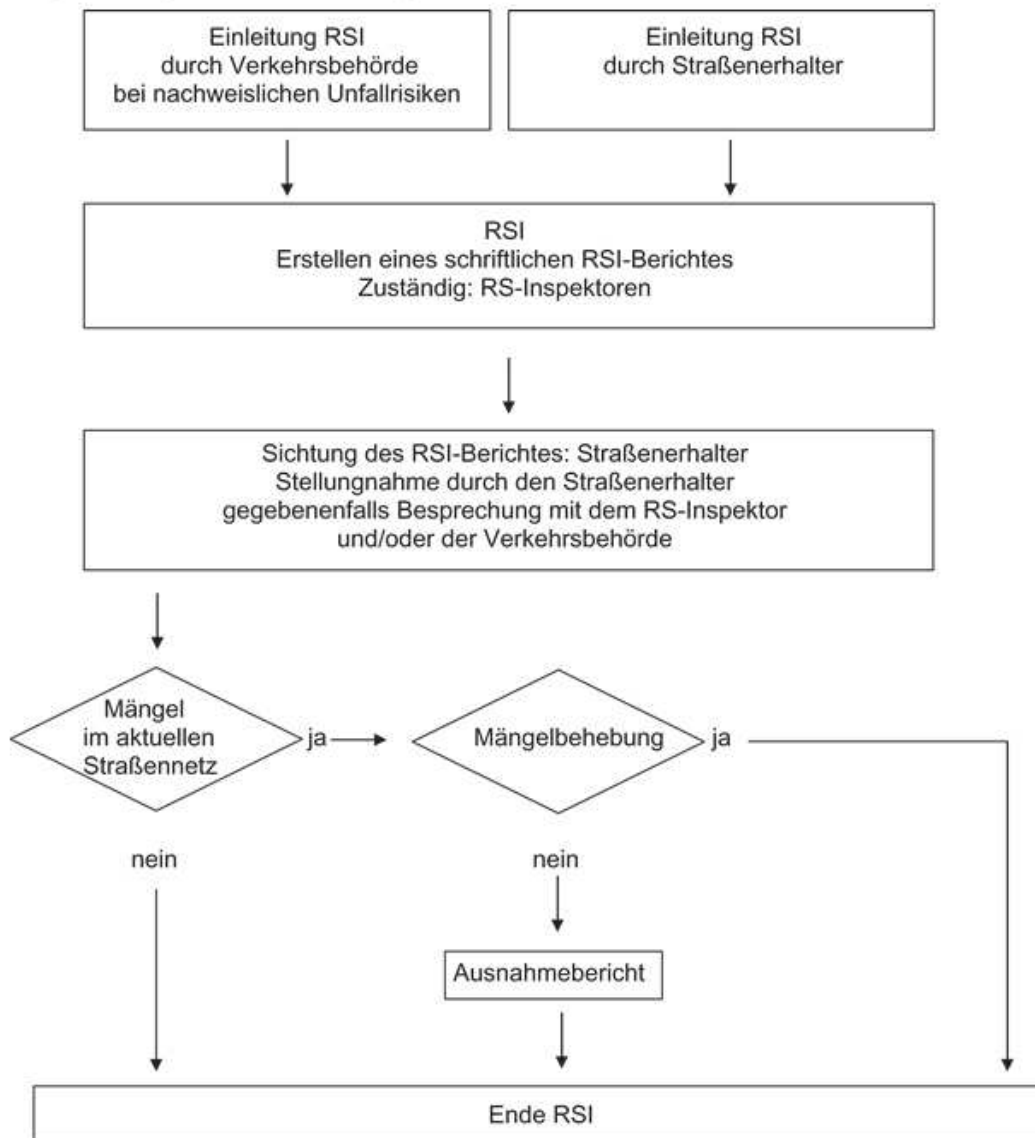 Einleitung RSI
durch Verkehrsbehörde
bei nachweislichen Unfallrisiken
Einleitung RSI
durch Straßenerhalter
RSI
Erstellen eines schriftlichen RSI-Berichtes
Zuständig: RS-Inspektoren
Sichtung des RSI-Berichtes: Straßenerhalter
Stellungnahme durch den Straßenerhalter
gegebenenfalls Besprechung mit dem RS-Inspektor
und/oder der Verkehrsbehörde
Mängel
im aktuellen
Straßennetz
ja
Mängelbehebung
ja
nein
nein
Ausnahmebericht
Ende RSI